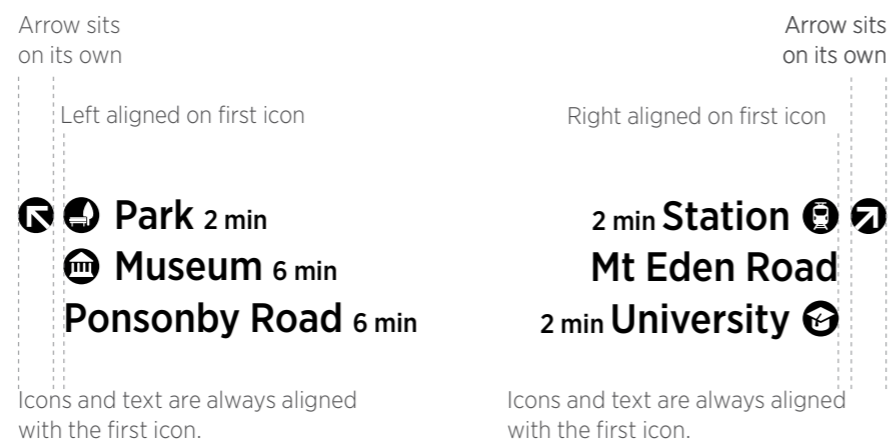 Arrow sits
on its own
Left aligned on first icon
Park 2 min
Museum 6 min
Ponsonby Road 6 min
Icons and text are always aligned
with the first icon.
Arrow sits
on its own
Right aligned on first icon
2 min Station
Mt Eden Road
2 min University
Icons and text are always aligned
with the first icon.